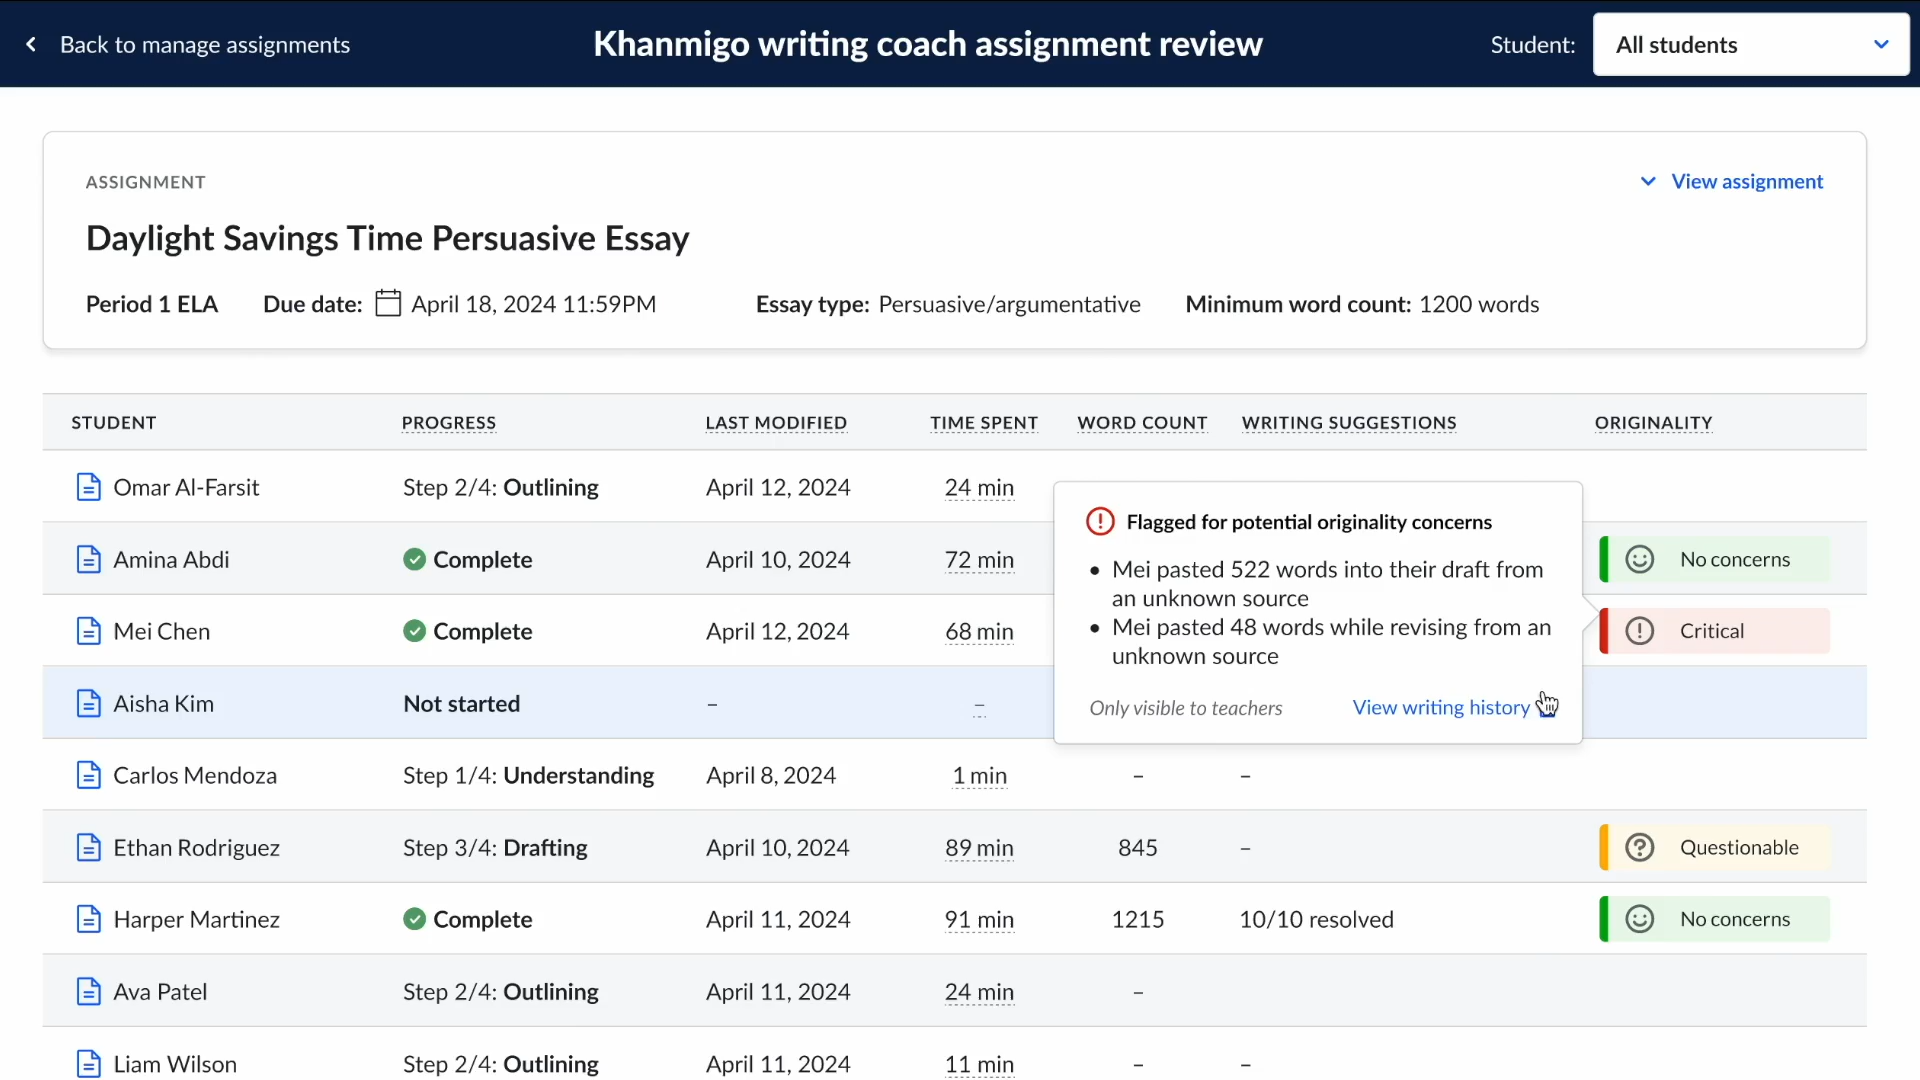 Back to manage assignments
Khanmigo writing coach assignment review
Student:
All students
ASSIGNMENT
View assignment
Daylight Savings Time Persuasive Essay
Period 1 ELA Due date: April 18, 2024 11:59PM Essay type: Persuasive/argumentative Minimum word count: 1200 words
STUDENT PROGRESS LAST MODIFIED TIME SPENT WORD COUNT WRITING SUGGESTIONS ORIGINALITY
Omar Al-Farsit Step 2/4: Outlining April 12, 2024 24 min
Amina Abdi Complete April 10, 2024 72 min No concerns
Mei Chen Complete April 12, 2024 68 min Critical
Flagged for potential originality concerns
• Mei pasted 522 words into their draft from
an unknown source
• Mei pasted 48 words while revising from an
unknown source
Only visible to teachers View writing history
Aisha Kim Not started – –
Carlos Mendoza Step 1/4: Understanding April 8, 2024 1 min – –
Ethan Rodriguez Step 3/4: Drafting April 10, 2024 89 min 845 – Questionable
Harper Martinez Complete April 11, 2024 91 min 1215 10/10 resolved No concerns
Ava Patel Step 2/4: Outlining April 11, 2024 24 min –
Liam Wilson Step 2/4: Outlining April 11, 2024 11 min – –